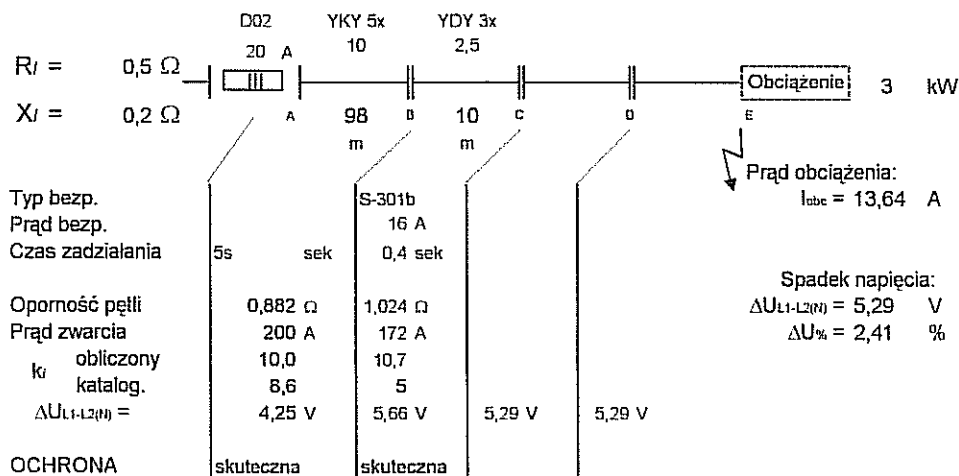 D02 YKY 5x YDY 3x
20 A 10 2,5
Rl = 0,5 Ω
Obciążenie 3 kW
Xl = 0,2 Ω
A 98 B 10 C D E
m m
Prąd obciążenia:
Typ bezp. S-301b
Iobc = 13,64 A
Prąd bezp. 16 A
Czas zadziałania 5s sek 0,4 sek
Spadek napięcia:
Oporność pętli 0,882 Ω 1,024 Ω
ΔUL1-L2(N) = 5,29 V
Prąd zwarcia 200 A 172 A
ΔU% = 2,41 %
kr obliczony 10,0 10,7
katalog. 8,6 5
ΔUL1-L2(N) = 4,25 V 5,66 V 5,29 V 5,29 V
OCHRONA skuteczna skuteczna